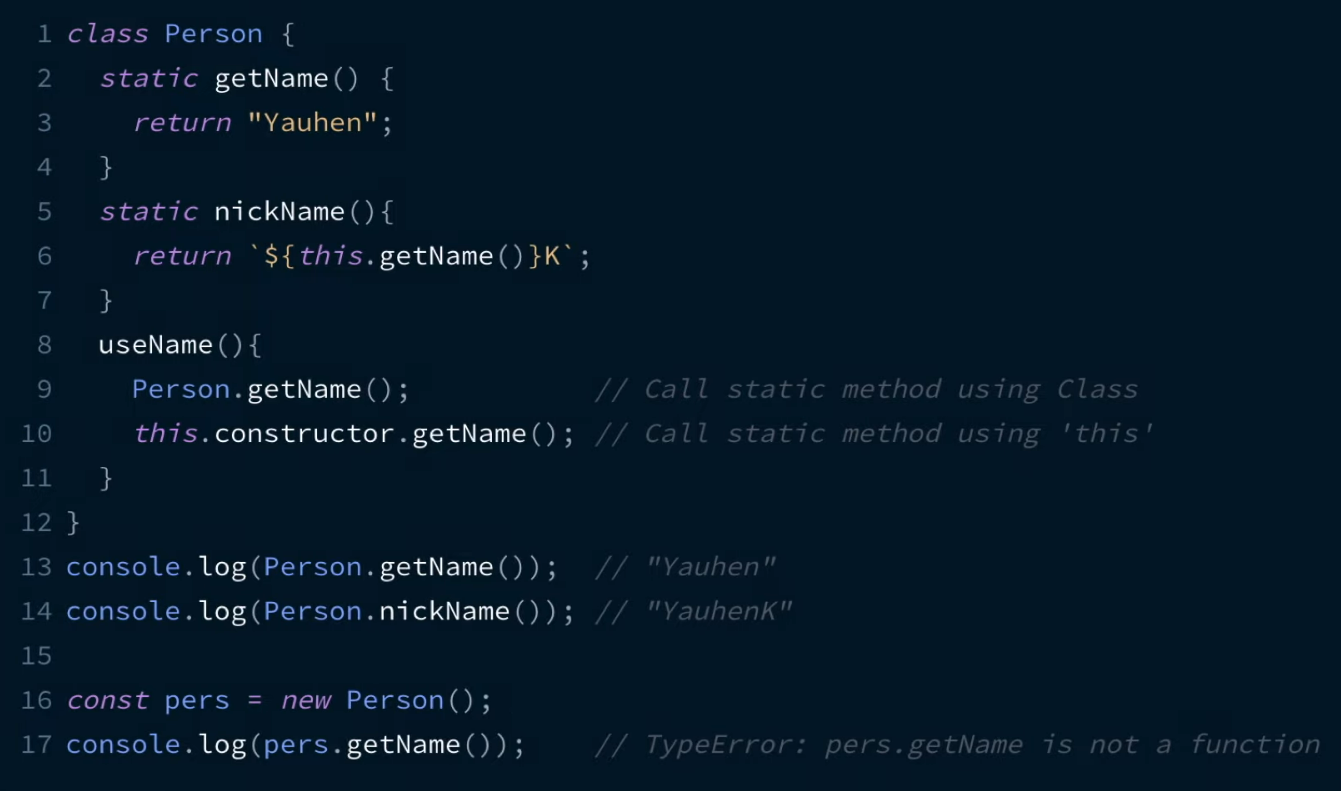 1 class Person {
2   static getName() {
3     return "Yauhen";
4   }
5   static nickName(){
6     return `${this.getName()}K`;
7   }
8   useName(){
9     Person.getName();           // Call static method using Class
10     this.constructor.getName(); // Call static method using 'this'
11   }
12 }
13 console.log(Person.getName());  // "Yauhen"
14 console.log(Person.nickName()); // "YauhenK"
15
16 const pers = new Person();
17 console.log(pers.getName());    // TypeError: pers.getName is not a function